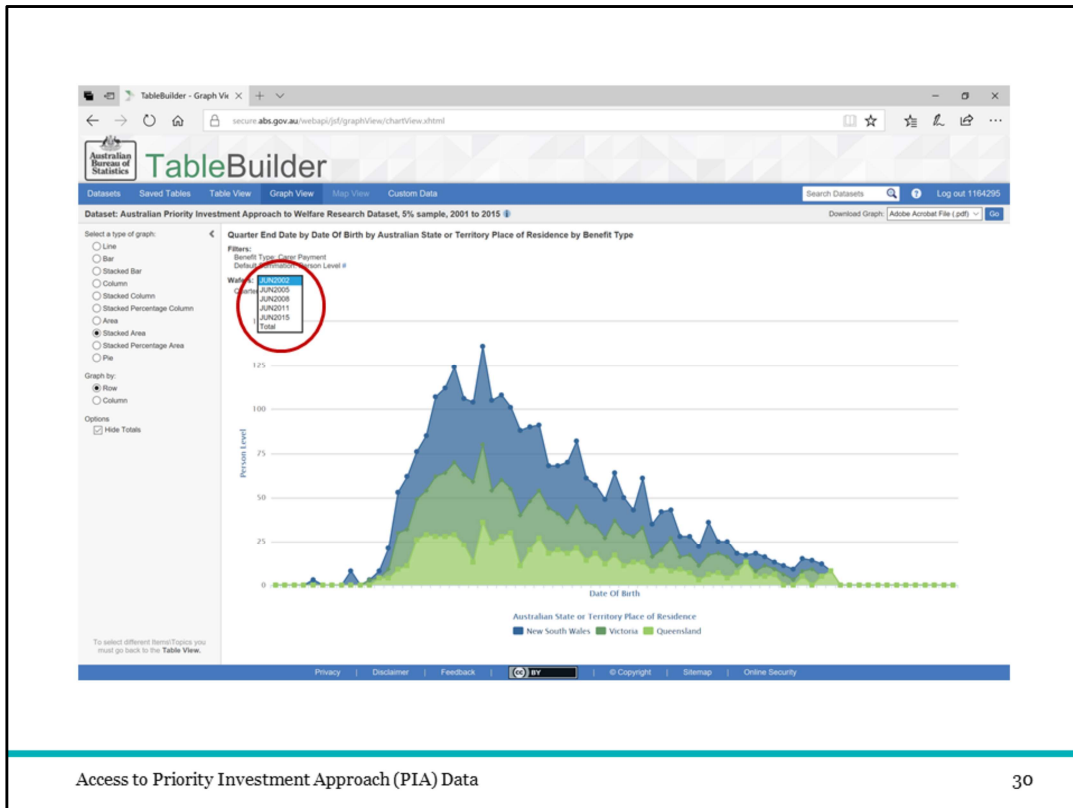 TableBuilder - Graph Vie
secure.abs.gov.au/webapi/jsf/graphView/chartView.xhtml
Australian
Bureau of
Statistics
TableBuilder
Datasets Saved Tables Table View Graph View Map View Custom Data Search Datasets Log out 1164295
Dataset: Australian Priority Investment Approach to Welfare Research Dataset, 5% sample, 2001 to 2015 Download Graph: Adobe Acrobat File (.pdf) Go
Select a type of graph:
Line
Bar
Stacked Bar
Column
Stacked Column
Stacked Percentage Column
Area
Stacked Area
Stacked Percentage Area
Pie
Graph by:
Row
Column
Options
Hide Totals
To select different Items\Topics you
must go back to the Table View.
Quarter End Date by Date Of Birth by Australian State or Territory Place of Residence by Benefit Type
Filters:
Benefit Type: Carer Payment
Default Summation: Person Level #
Wafers:
JUN2002
JUN2005
JUN2008
JUN2011
JUN2015
Total
125
100
75
50
25
0
Person Level
Date Of Birth
Australian State or Territory Place of Residence
New South Wales Victoria Queensland
Privacy | Disclaimer | Feedback | CC BY | © Copyright | Sitemap | Online Security
Access to Priority Investment Approach (PIA) Data 30